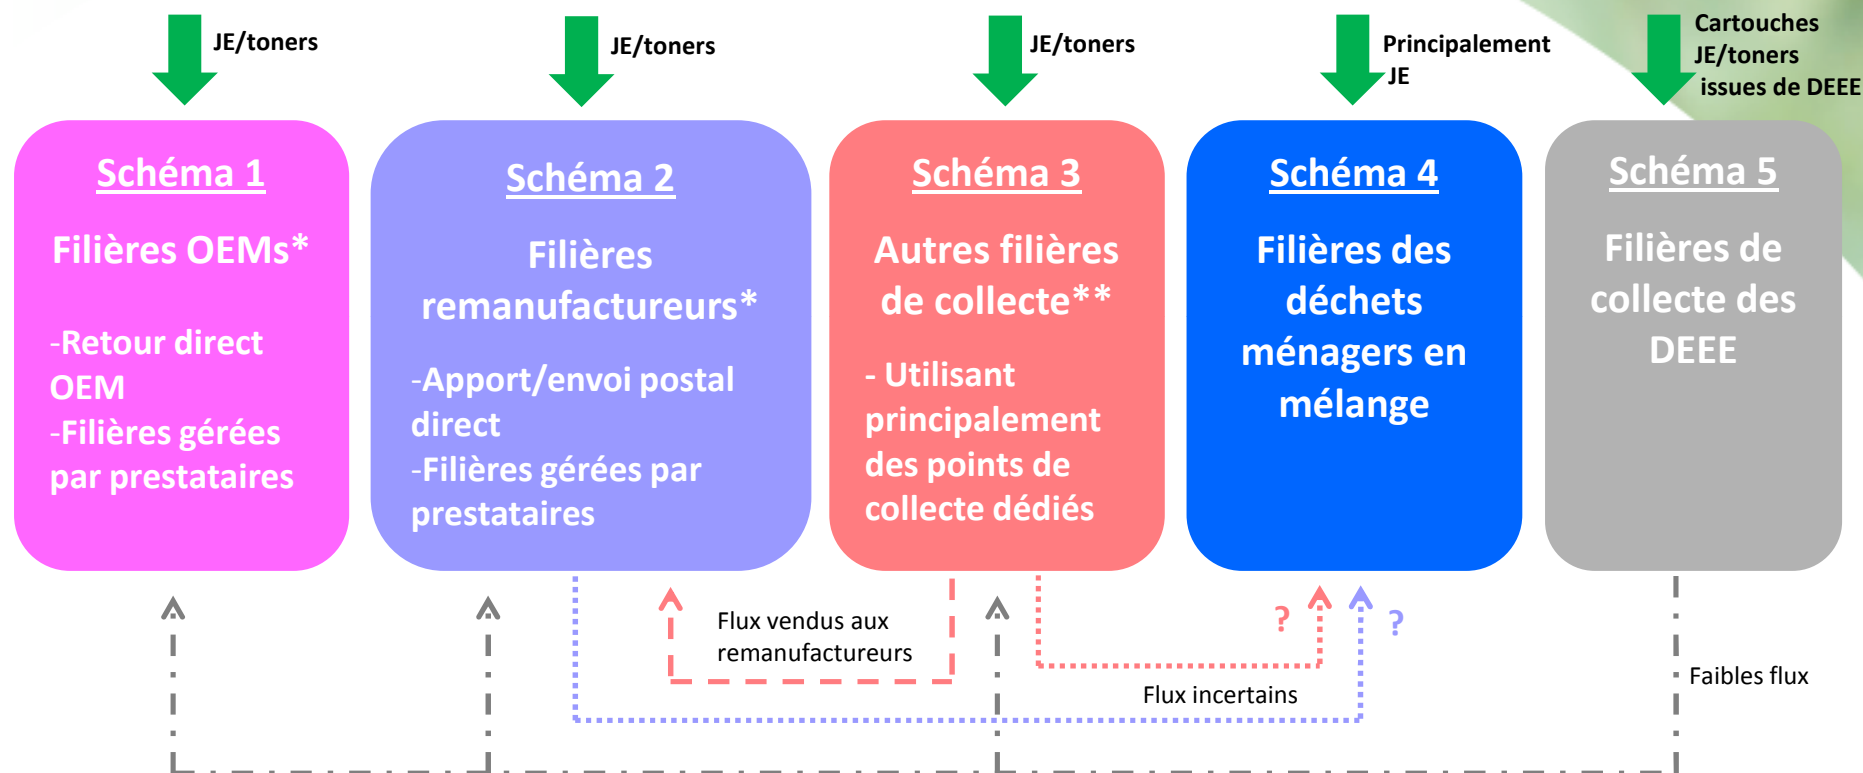 JE/toners
JE/toners
JE/toners
Principalement
JE
Cartouches
JE/toners
issues de DEEE
Schéma 1
Filières OEMs*
-Retour direct
OEM
-Filières gérées
par prestataires
Schéma 2
Filières
remanufactureurs*
-Apport/envoi postal
direct
-Filières gérées par
prestataires
Schéma 3
Autres filières
de collecte**
- Utilisant
principalement
des points de
collecte dédiés
Schéma 4
Filières des
déchets
ménagers en
mélange
Schéma 5
Filières de
collecte des
DEEE
Flux vendus aux
remanufactureurs
?
?
Flux incertains
Faibles flux